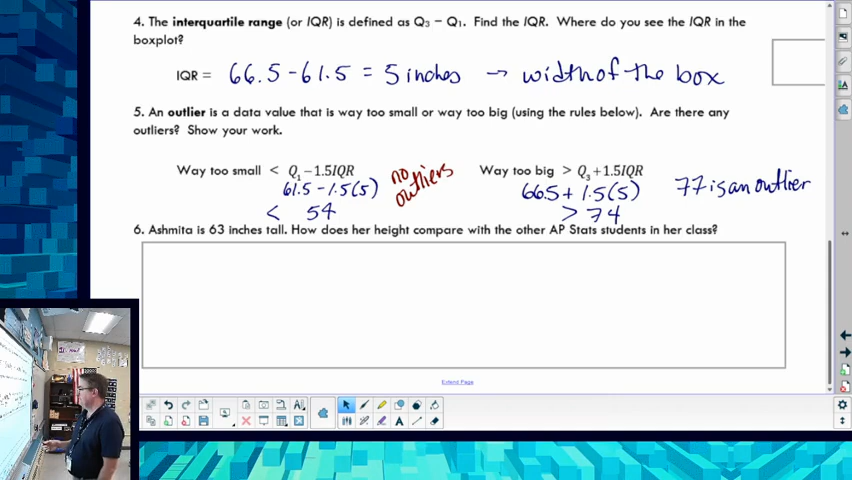 4. The interquartile range (or IQR) is defined as Q3 – Q1. Find the IQR. Where do you see the IQR in the
boxplot?
IQR = 66.5 - 61.5 = 5 inches → width of the box
5. An outlier is a data value that is way too small or way too big (using the rules below). Are there any
outliers? Show your work.
Way too small < Q1 – 1.5IQR
61.5 - 1.5(5)
< 54
no
outliers
Way too big > Q3 + 1.5IQR
66.5 + 1.5(5)
> 74
77 is an outlier
6. Ashmita is 63 inches tall. How does her height compare with the other AP Stats students in her class?
Extend Page